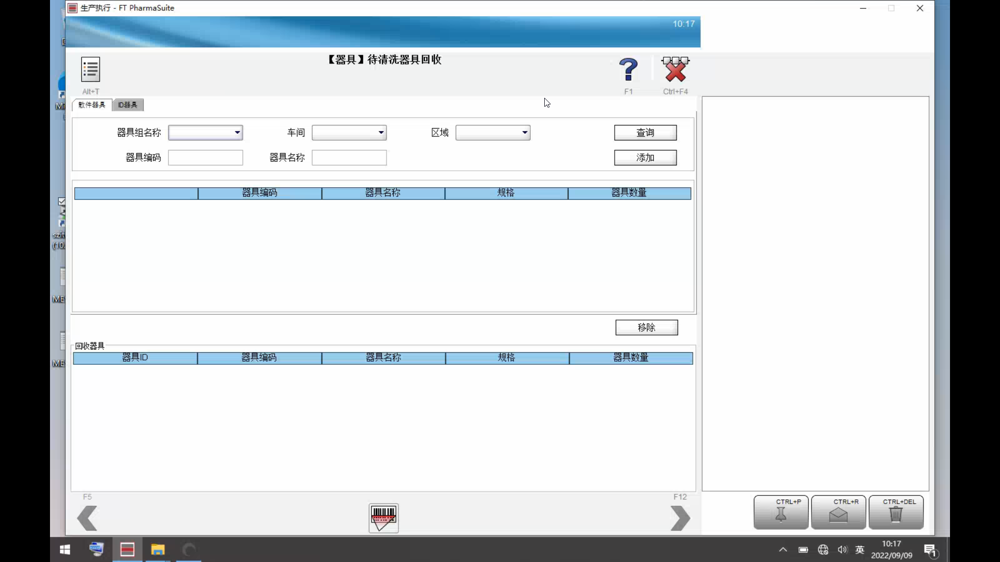 生产执行 - FT PharmaSuite
10:17
【器具】待清洗器具回收
Alt+T
F1
Ctrl+F4
散件器具
ID器具
器具组名称
车间
区域
查询
器具编码
器具名称
添加
器具编码
器具名称
规格
器具数量
移除
回收器具
器具ID
器具编码
器具名称
规格
器具数量
F5
F12
CTRL+P
CTRL+R
CTRL+DEL
szit
(10.
ME
ME
英
10:17
2022/09/09
1